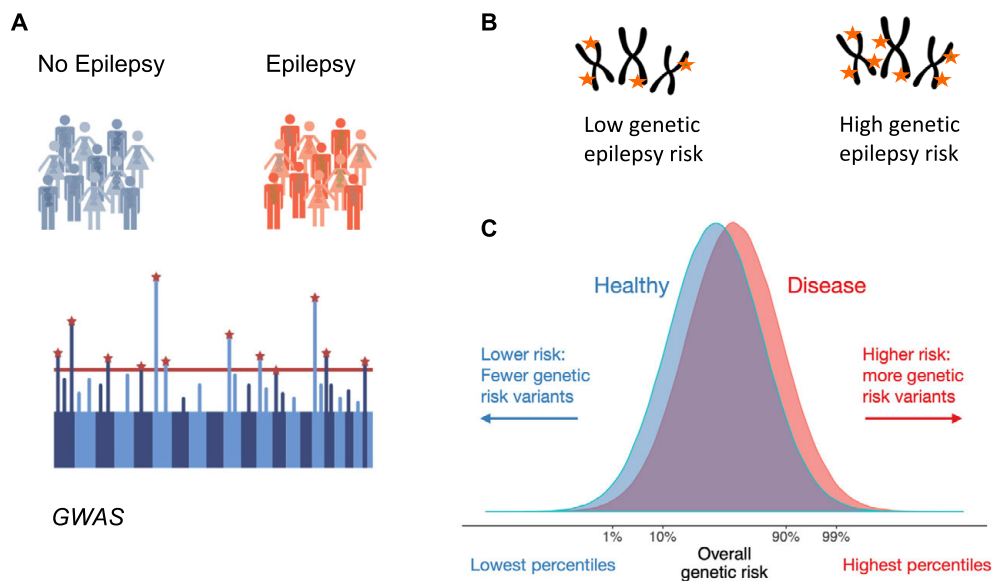 A
No Epilepsy
Epilepsy
GWAS
B
Low genetic
epilepsy risk
High genetic
epilepsy risk
C
Healthy
Disease
Lower risk:
Fewer genetic
risk variants
Higher risk:
more genetic
risk variants
1% 10% 90% 99%
Lowest percentiles
Overall
genetic risk
Highest percentiles